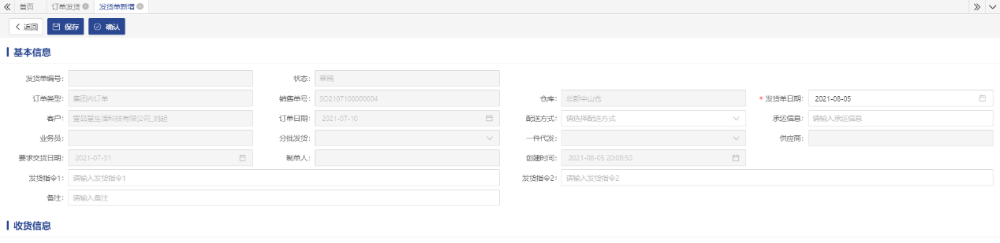 首页 订单发货 发货单新增
返回 保存 确认
基本信息
发货单编号: 状态: 草稿
订单类型: 集团内订单 销售单号: SO2107100000004 仓库: 总部中山仓 * 发货单日期: 2021-08-05
客户: 壹品慧生活科技有限公司_刘起 订单日期: 2021-07-10 配送方式: 请选择配送方式 承运信息: 请输入承运信息
业务员: 分批发货: 一件代发: 供应商:
要求交货日期: 2021-07-31 制单人: 创建时间: 2021-08-05 20:08:50
发货指令1: 请输入发货指令1 发货指令2: 请输入发货指令2
备注: 请输入备注
收货信息